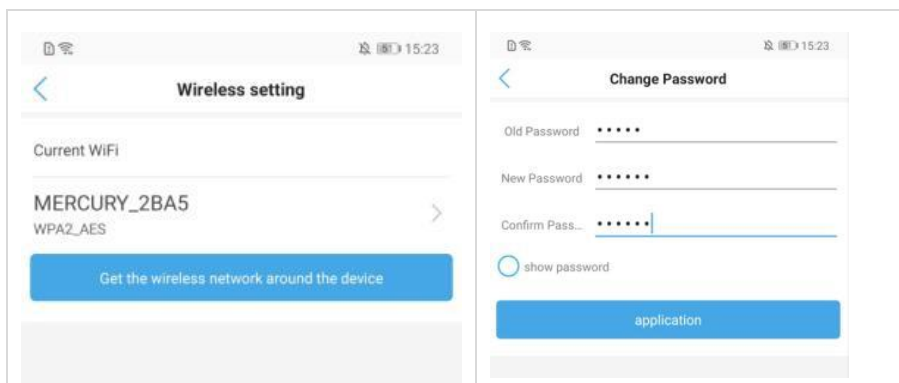 15:23
Wireless setting
Current WiFi
MERCURY_2BA5
WPA2_AES
Get the wireless network around the device
15:23
Change Password
Old Password •••••
New Password ••••••
Confirm Pass... ••••••
show password
application